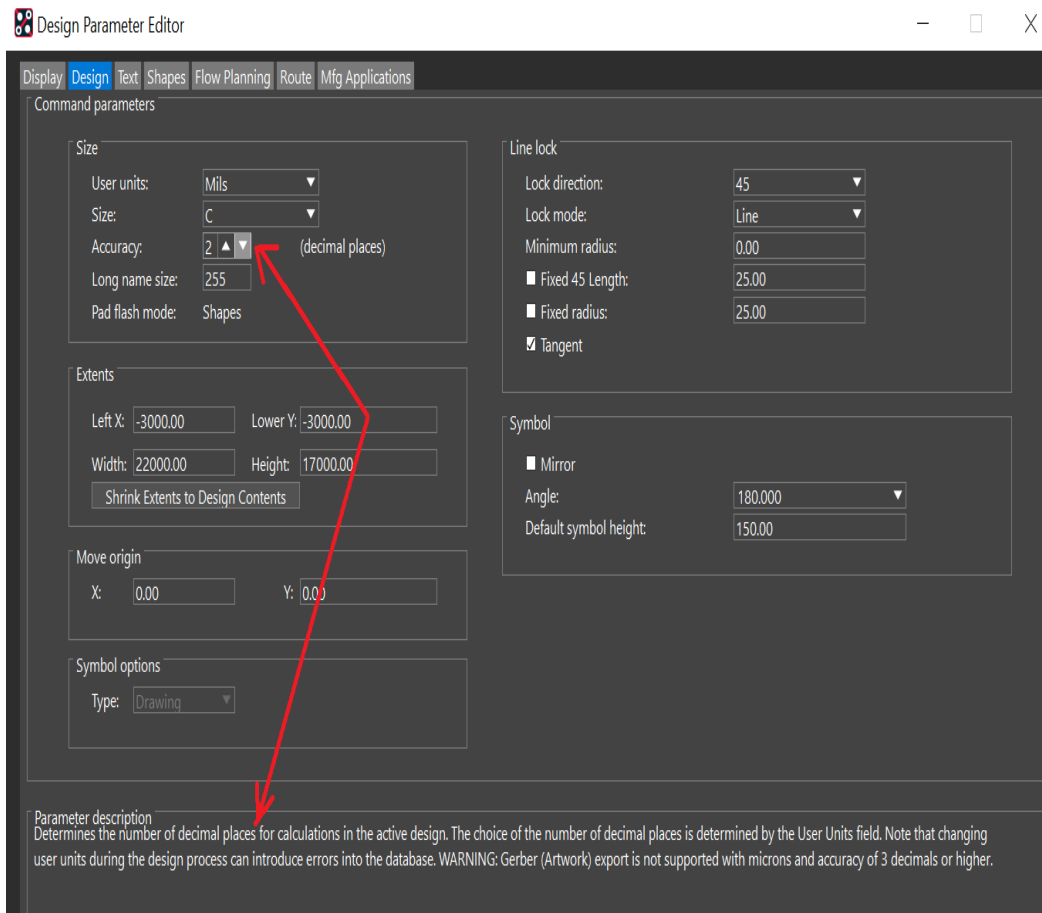 Design Parameter Editor
Display Design Text Shapes Flow Planning Route Mfg Applications
Command parameters
Size
User units: Mils
Size: C
Accuracy: 2 (decimal places)
Long name size: 255
Pad flash mode: Shapes
Extents
Left X: -3000.00 Lower Y: -3000.00
Width: 22000.00 Height: 17000.00
Shrink Extents to Design Contents
Move origin
X: 0.00 Y: 0.00
Symbol options
Type: Drawing
Line lock
Lock direction: 45
Lock mode: Line
Minimum radius: 0.00
Fixed 45 Length: 25.00
Fixed radius: 25.00
Tangent
Symbol
Mirror
Angle: 180.000
Default symbol height: 150.00
Parameter description
Determines the number of decimal places for calculations in the active design. The choice of the number of decimal places is determined by the User Units field. Note that changing
user units during the design process can introduce errors into the database. WARNING: Gerber (Artwork) export is not supported with microns and accuracy of 3 decimals or higher.